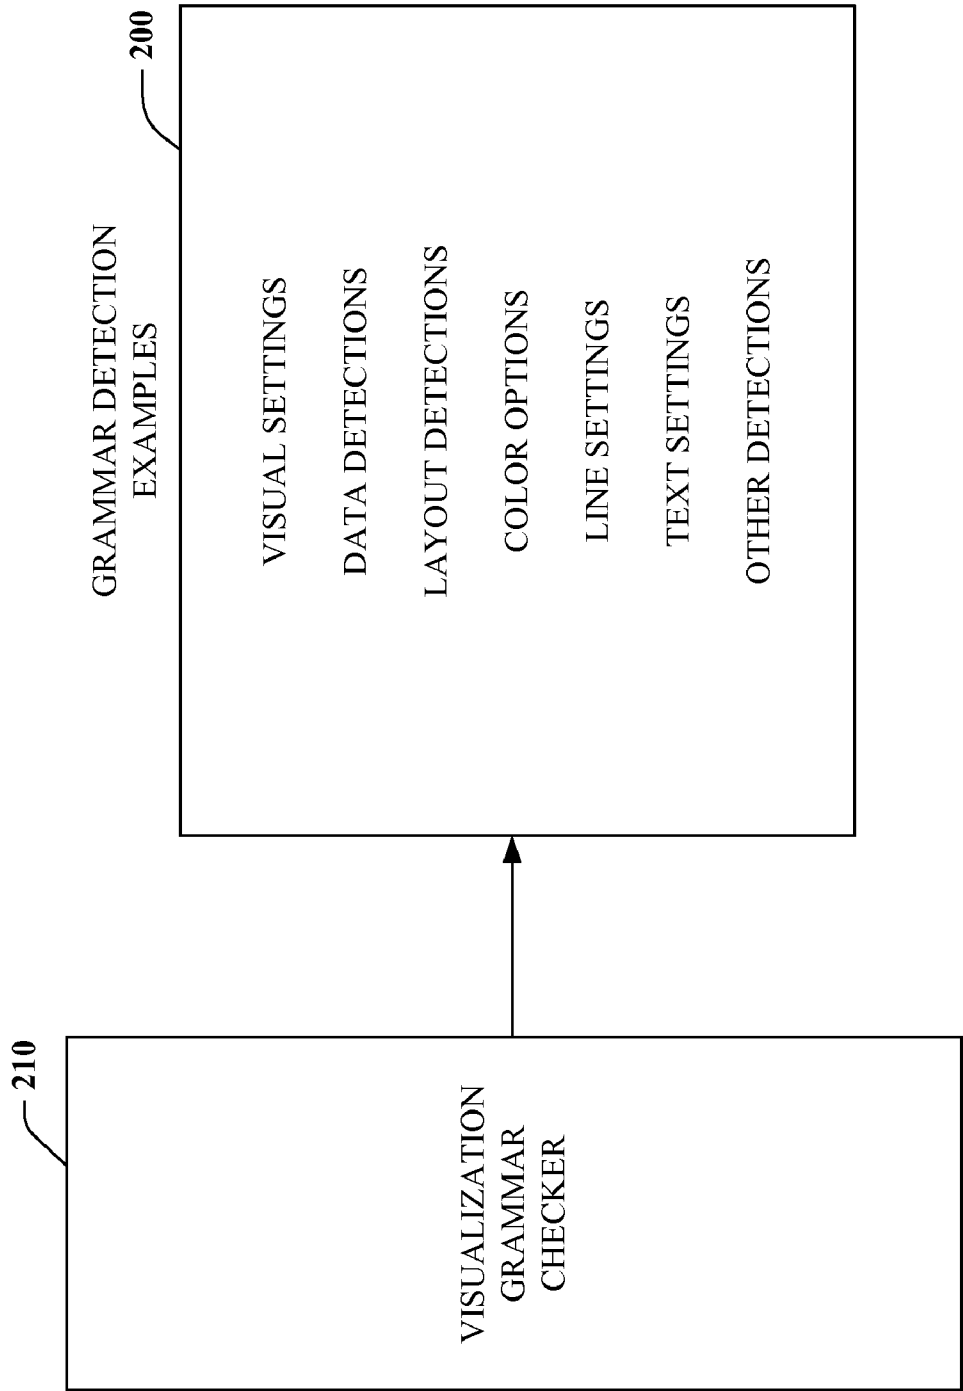 GRAMMAR DETECTION
EXAMPLES
200
VISUAL SETTINGS
DATA DETECTIONS
LAYOUT DETECTIONS
COLOR OPTIONS
LINE SETTINGS
TEXT SETTINGS
OTHER DETECTIONS
210
VISUALIZATION
GRAMMAR
CHECKER